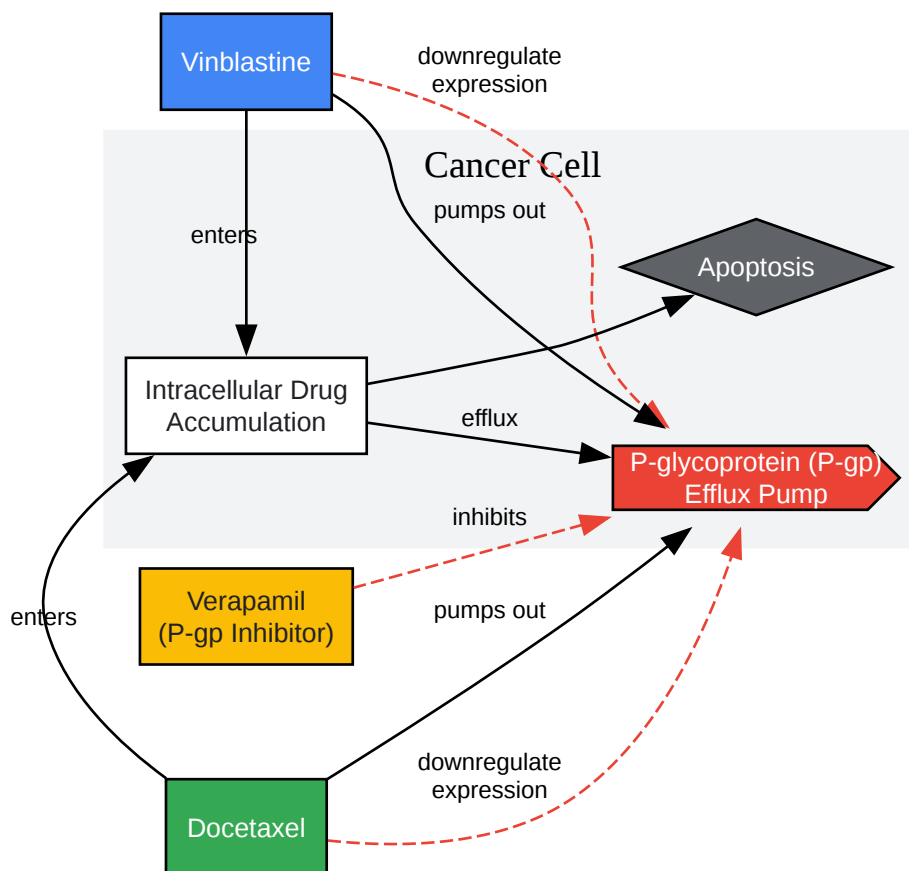 Vinblastine
downregulate
expression
Cancer Cell
pumps out
enters
Apoptosis
Intracellular Drug
Accumulation
efflux
P-glycoprotein (P-gp)
Efflux Pump
inhibits
Verapamil
(P-gp Inhibitor)
pumps out
enters
downregulate
expression
Docetaxel